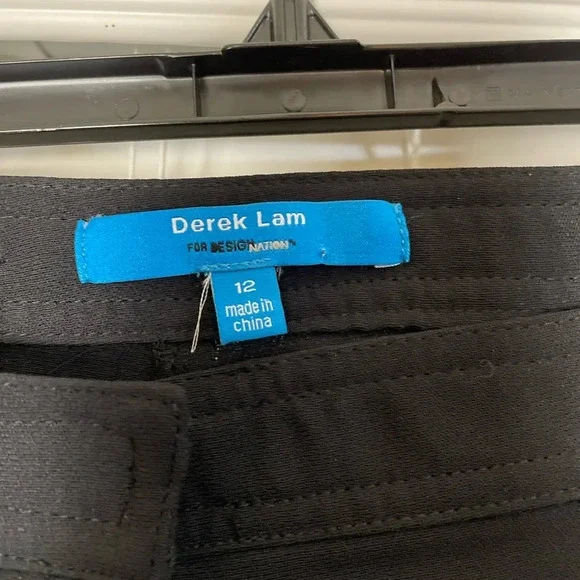 Derek Lam
FOR DESIGNATION
12
made in
china